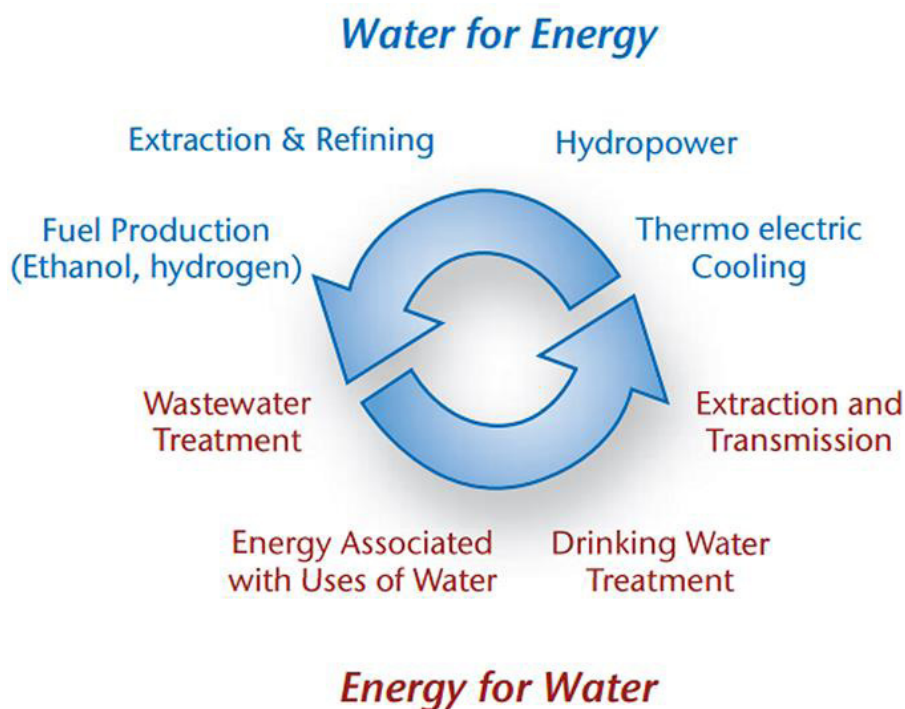 Water for Energy
Extraction & Refining
Hydropower
Fuel Production
(Ethanol, hydrogen)
Thermo electric
Cooling
Wastewater
Treatment
Extraction and
Transmission
Energy Associated
with Uses of Water
Drinking Water
Treatment
Energy for Water